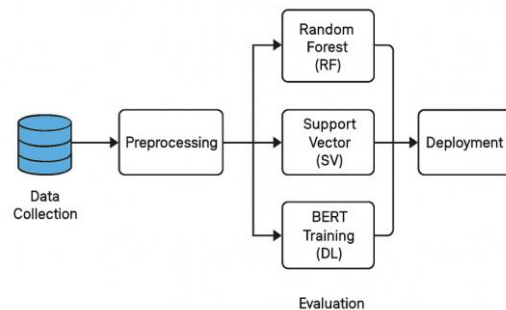 Data
Collection
Preprocessing
Random
Forest
(RF)
Support
Vector
(SV)
BERT
Training
(DL)
Deployment
Evaluation